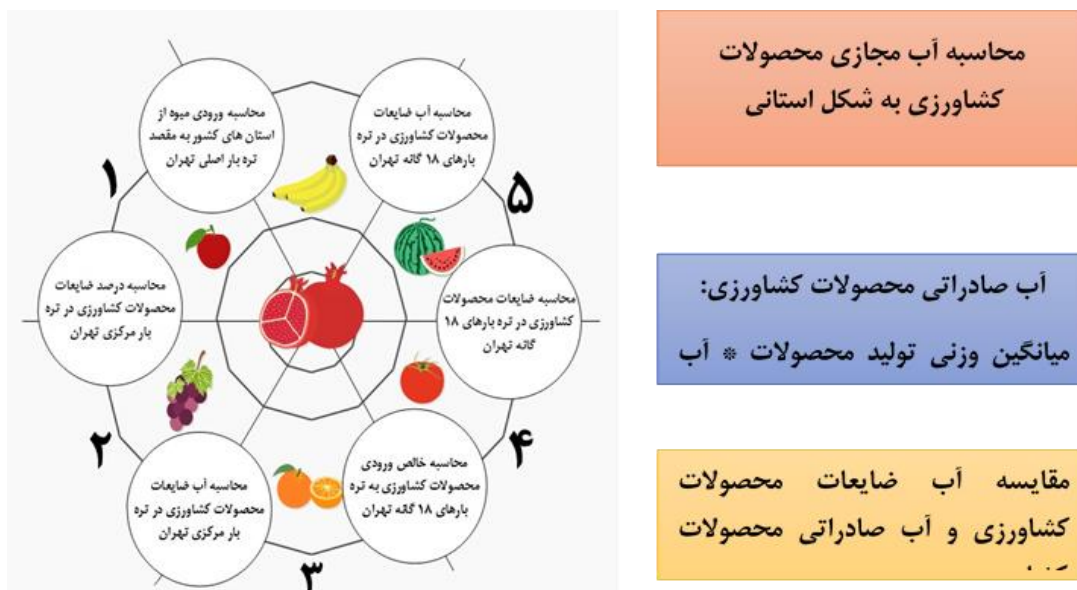 محاسبه ورودی میوه از
استان های کشور به مقصد
تره بار اصلی تهران
۱
محاسبه درصد ضایعات
محصولات کشاورزی در تره
بار مرکزی تهران
۲
محاسبه آب ضایعات
محصولات کشاورزی در تره
بار مرکزی تهران
۳
محاسبه خالص ورودی
محصولات کشاورزی به تره
بارهای ۱۸ گانه تهران
۴
محاسبه ضایعات محصولات
کشاورزی در تره بارهای ۱۸
گانه تهران
۵
محاسبه آب ضایعات
محصولات کشاورزی در تره
بارهای ۱۸ گانه تهران
محاسبه آب مجازی محصولات
کشاورزی به شکل استانی
آب صادراتی محصولات کشاورزی:
میانگین وزنی تولید محصولات * آب
مقایسه آب ضایعات محصولات
کشاورزی و آب صادراتی محصولات